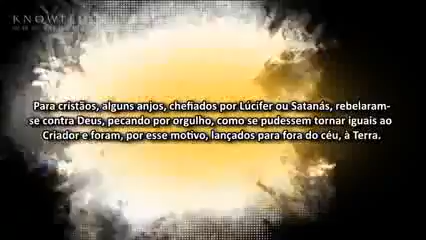 Para cristãos, alguns anjos, chefiados por Lúcifer ou Satanás, rebelaram-
se contra Deus, pecando por orgulho, como se pudessem tornar iguais ao
Criador e foram, por esse motivo, lançados para fora do céu, à Terra.